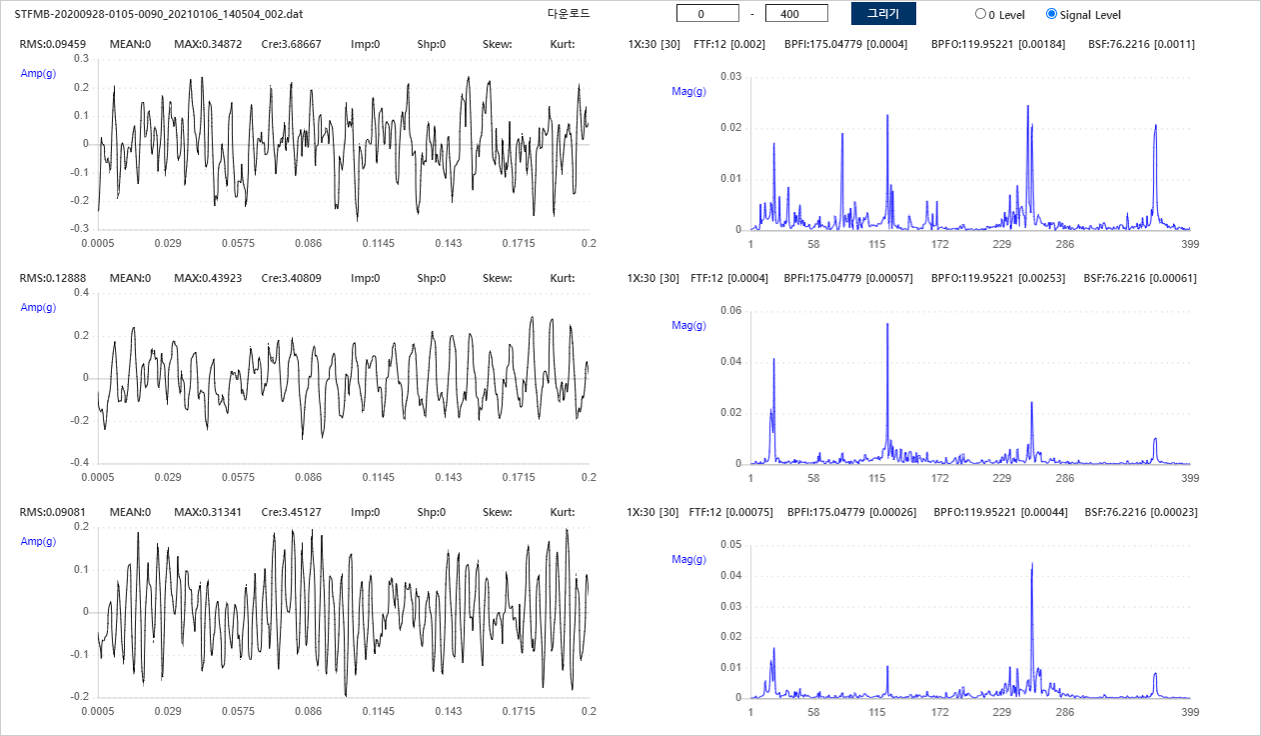 STFMB-20200928-0105-0090_20210106_140504_002.dat 다운로드 0 - 400 그리기 0 Level Signal Level
RMS:0.09459 MEAN:0 MAX:0.34872 Cre:3.68667 Imp:0 Shp:0 Skew: Kurt: 1X:30 [30] FTF:12 [0.002] BPFI:175.04779 [0.0004] BPFO:119.95221 [0.00184] BSF:76.2216 [0.0011]
Amp(g)
0.3
0.2
0.1
0
-0.1
-0.2
-0.3
0.0005 0.029 0.0575 0.086 0.1145 0.143 0.1715 0.2
Mag(g)
0.03
0.02
0.01
0
1 58 115 172 229 286 399
RMS:0.12888 MEAN:0 MAX:0.43923 Cre:3.40809 Imp:0 Shp:0 Skew: Kurt: 1X:30 [30] FTF:12 [0.0004] BPFI:175.04779 [0.00057] BPFO:119.95221 [0.00253] BSF:76.2216 [0.00061]
Amp(g)
0.4
0.2
0
-0.2
-0.4
0.0005 0.029 0.0575 0.086 0.1145 0.143 0.1715 0.2
Mag(g)
0.06
0.04
0.02
0
1 58 115 172 229 286 399
RMS:0.09081 MEAN:0 MAX:0.31341 Cre:3.45127 Imp:0 Shp:0 Skew: Kurt: 1X:30 [30] FTF:12 [0.00075] BPFI:175.04779 [0.00026] BPFO:119.95221 [0.00044] BSF:76.2216 [0.00023]
Amp(g)
0.2
0.1
0
-0.1
-0.2
0.0005 0.029 0.0575 0.086 0.1145 0.143 0.1715 0.2
Mag(g)
0.05
0.04
0.03
0.02
0.01
0
1 58 115 172 229 286 399